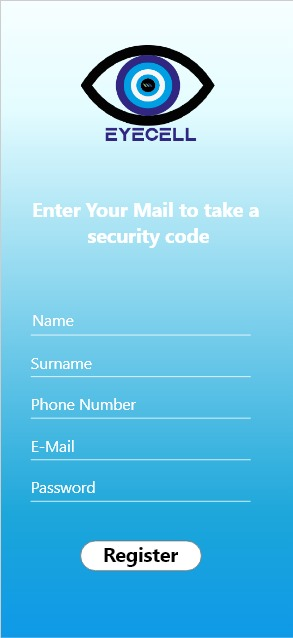 EYECELL
Enter Your Mail to take a
security code
Name
Surname
Phone Number
E-Mail
Password
Register